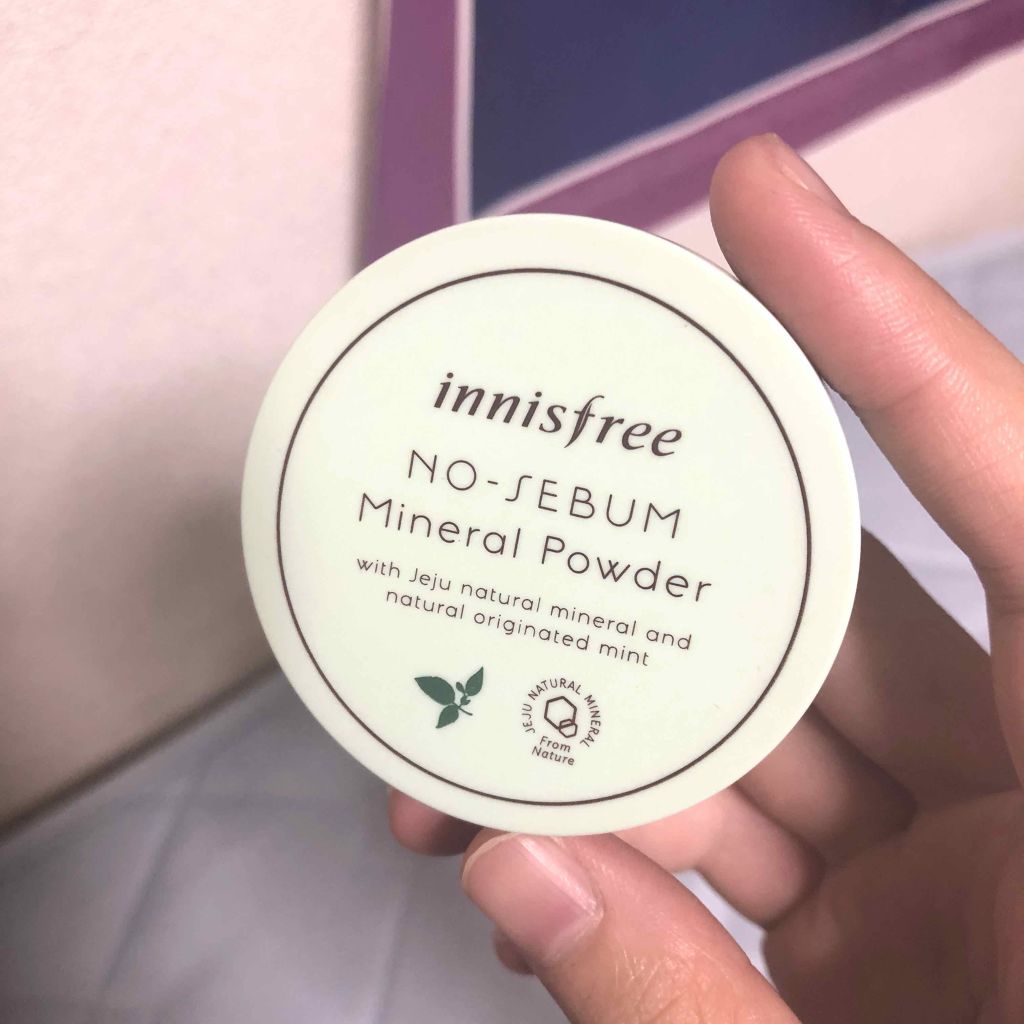 innisfree
NO-SEBUM
Mineral Powder
with Jeju natural mineral and
natural originated mint
JEJU NATURAL MINERAL
From
Nature